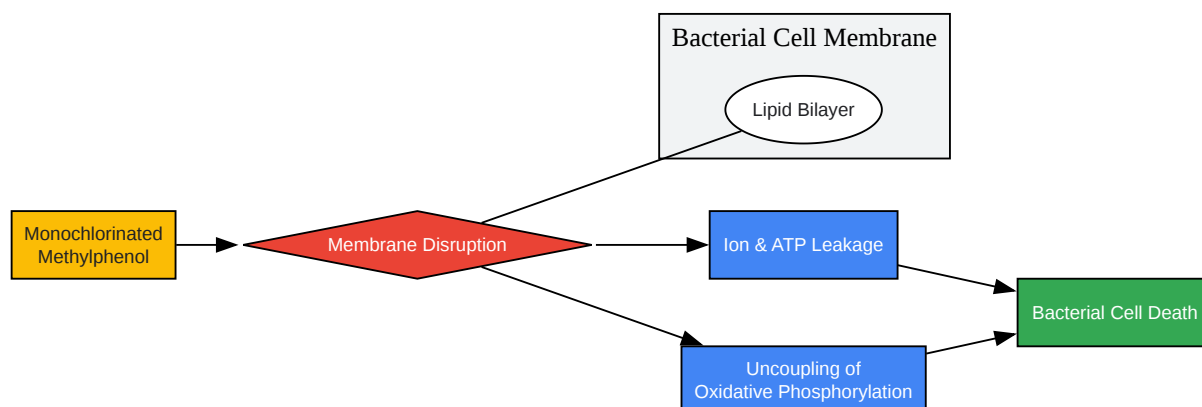 Bacterial Cell Membrane
Lipid Bilayer
Monochlorinated
Methylphenol
Membrane Disruption
Ion & ATP Leakage
Bacterial Cell Death
Uncoupling of
Oxidative Phosphorylation